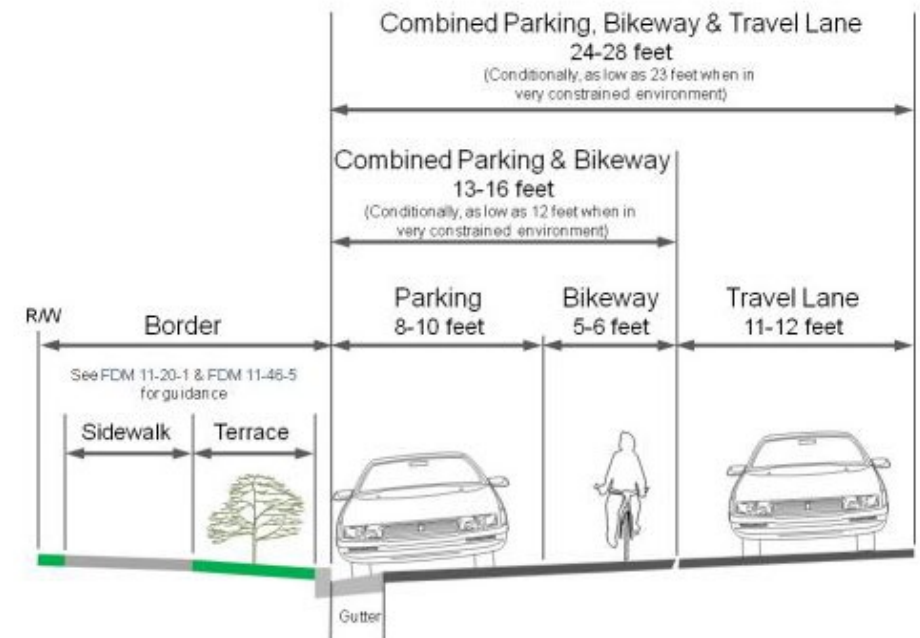 Combined Parking, Bikeway & Travel Lane
24-28 feet
(Conditionally, as low as 23 feet when in
very constrained environment)
Combined Parking & Bikeway
13-16 feet
(Conditionally, as low as 12 feet when in
very constrained environment)
Parking
8-10 feet
Bikeway
5-6 feet
Travel Lane
11-12 feet
R/W
Border
See FDM 11-20-1 & FDM 11-46-5
for guidance
Sidewalk
Terrace
Gutter